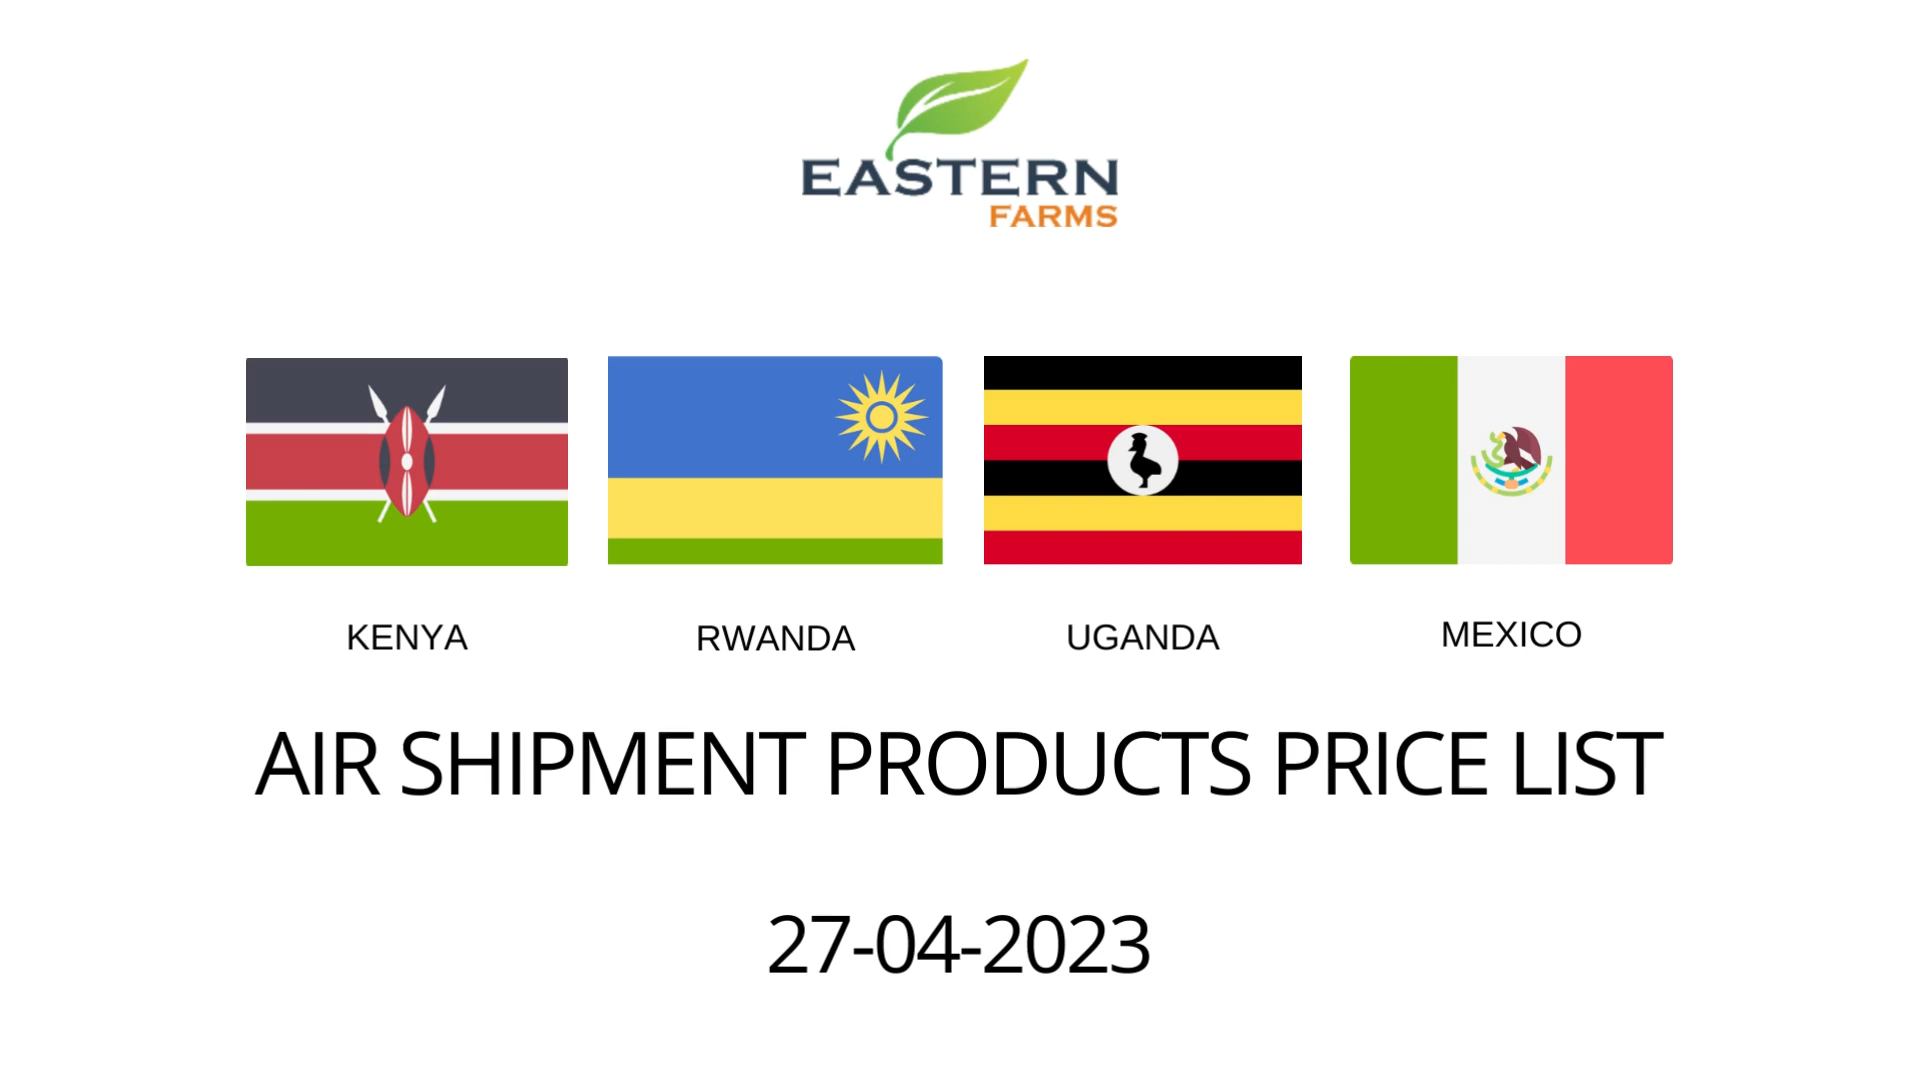 EASTERN
FARMS
KENYA
RWANDA
UGANDA
MEXICO
AIR SHIPMENT PRODUCTS PRICE LIST
27-04-2023